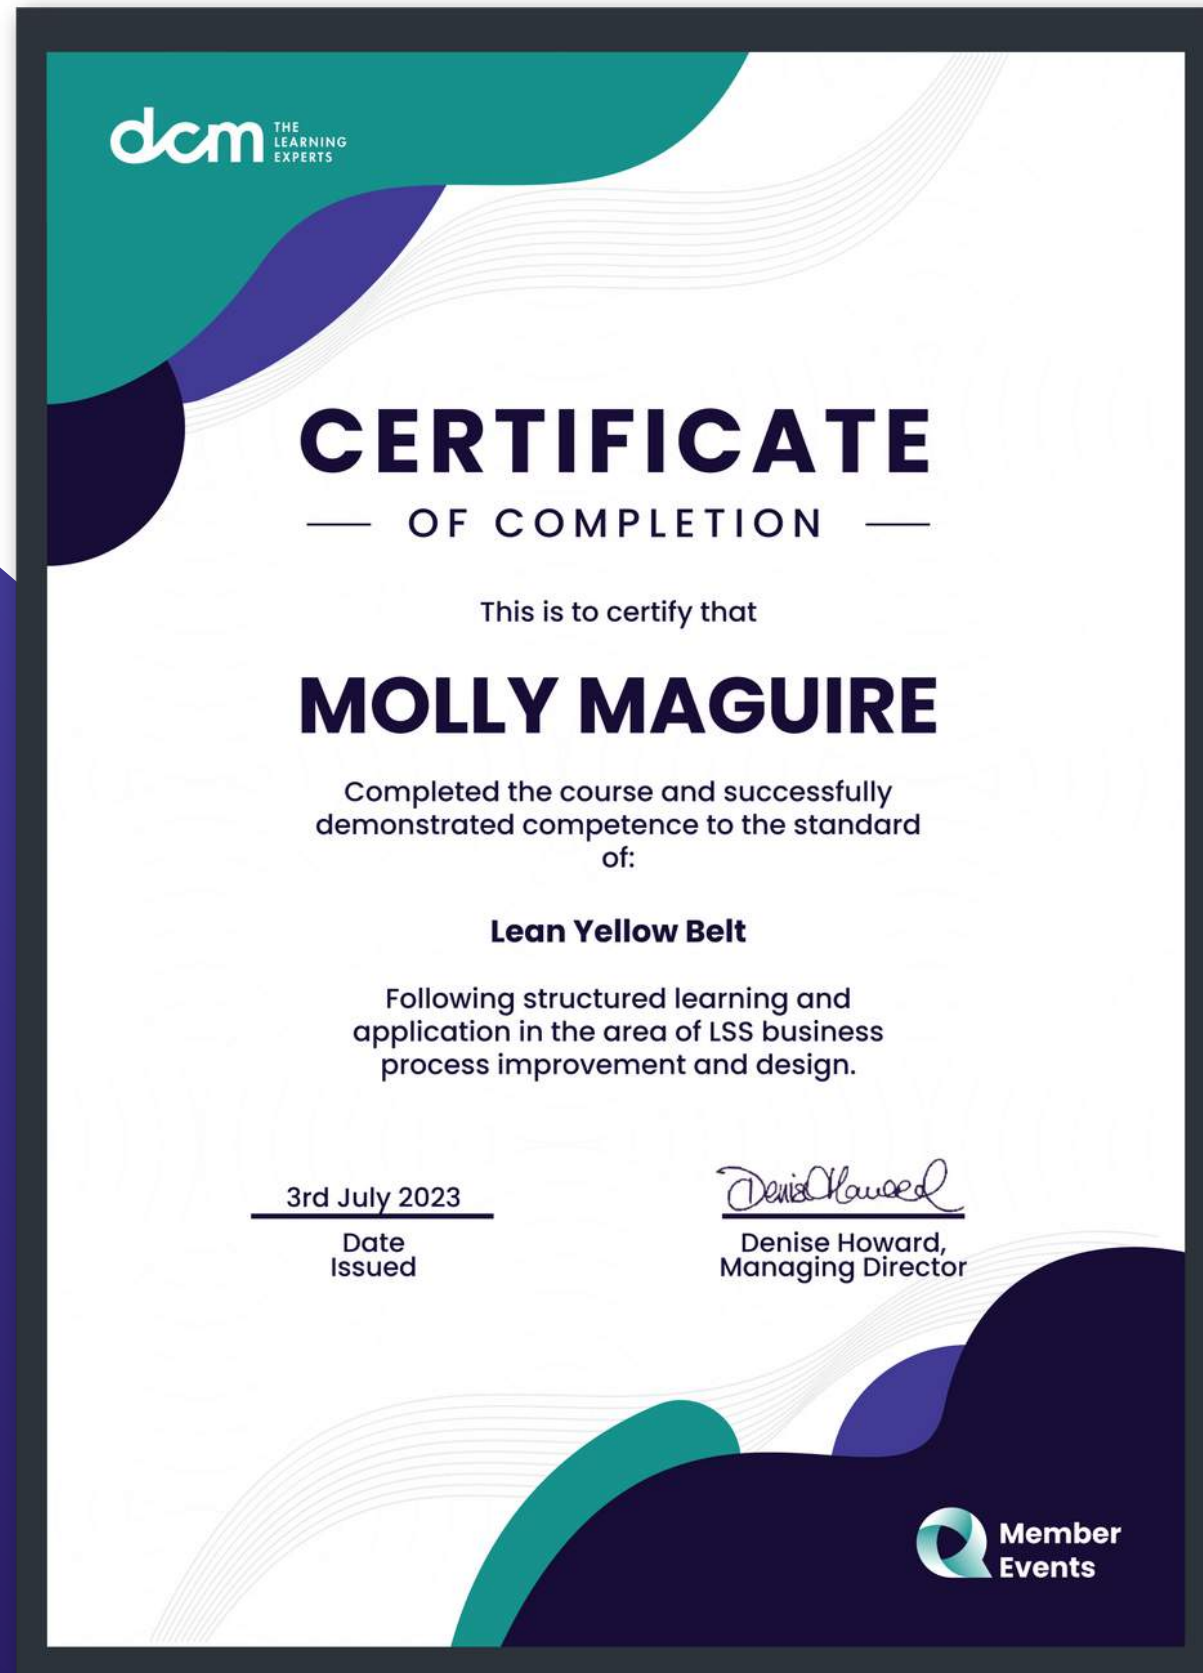 dcm THE
LEARNING
EXPERTS
CERTIFICATE
OF COMPLETION
This is to certify that
MOLLY MAGUIRE
Completed the course and successfully
demonstrated competence to the standard
of:
Lean Yellow Belt
Following structured learning and
application in the area of LSS business
process improvement and design.
3rd July 2023
Date
Issued
Denise Howard
Denise Howard,
Managing Director
Member
Events